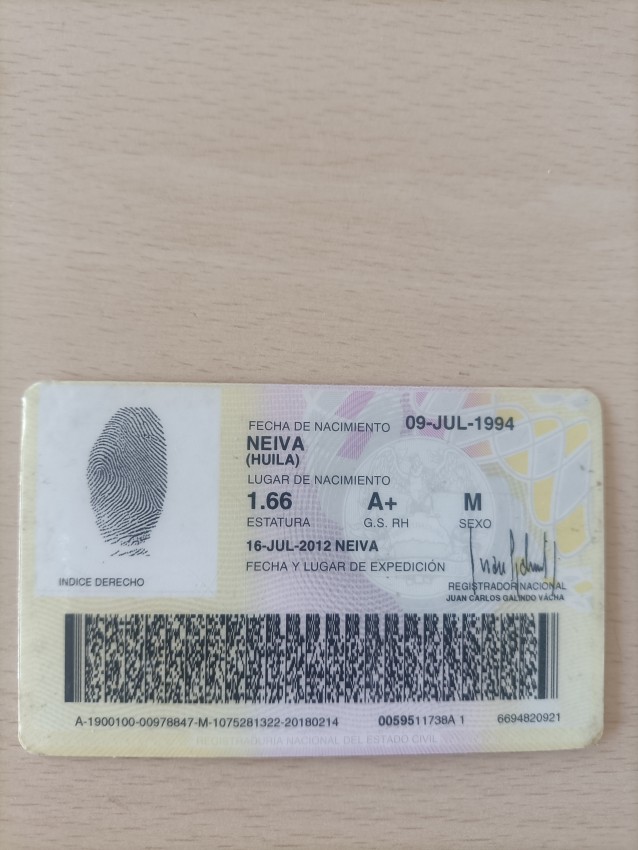 FECHA DE NACIMIENTO 09-JUL-1994
NEIVA
(HUILA)
LUGAR DE NACIMIENTO
1.66 A+ M
ESTATURA G.S. RH SEXO
16-JUL-2012 NEIVA
FECHA Y LUGAR DE EXPEDICIÓN
REGISTRADOR NACIONAL
JUAN CARLOS GALINDO VÁCHA
INDICE DERECHO
A-1900100-00978847-M-1075281322-20180214 0059511738A 1 6694820921
REGISTRADURIA NACIONAL DEL ESTADO CIVIL